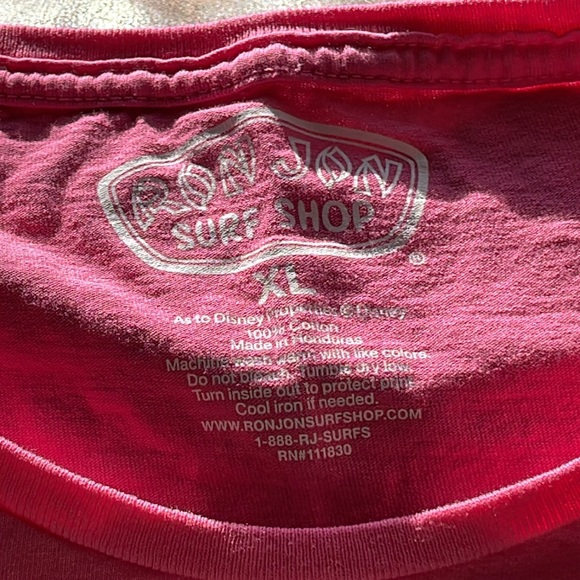 RON JON
SURF SHOP
®
XL
As to Disney Properties © Disney
100% Cotton
Made in Honduras
Machine wash warm with like colors.
Do not bleach. Tumble dry low.
Turn inside out to protect print.
Cool iron if needed.
WWW.RONJONSURFSHOP.COM
1-888-RJ-SURFS
RN#111830